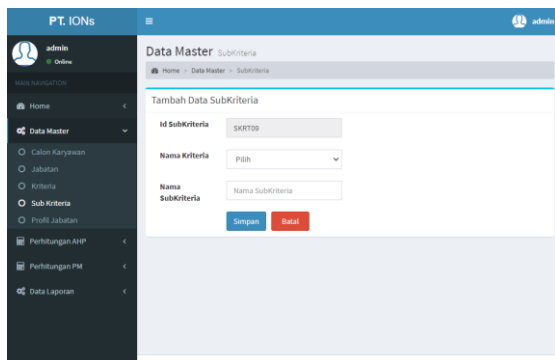 PT. IONs
admin
admin
Online
MAIN NAVIGATION
Home
Data Master
Calon Karyawan
Jabatan
Kriteria
Sub Kriteria
Profil Jabatan
Perhitungan AHP
Perhitungan PM
Data Laporan
Data Master SubKriteria
Home > Data Master > SubKriteria
Tambah Data SubKriteria
Id SubKriteria
SKRT09
Nama Kriteria
Pilih
Nama
SubKriteria
Nama SubKriteria
Simpan
Batal